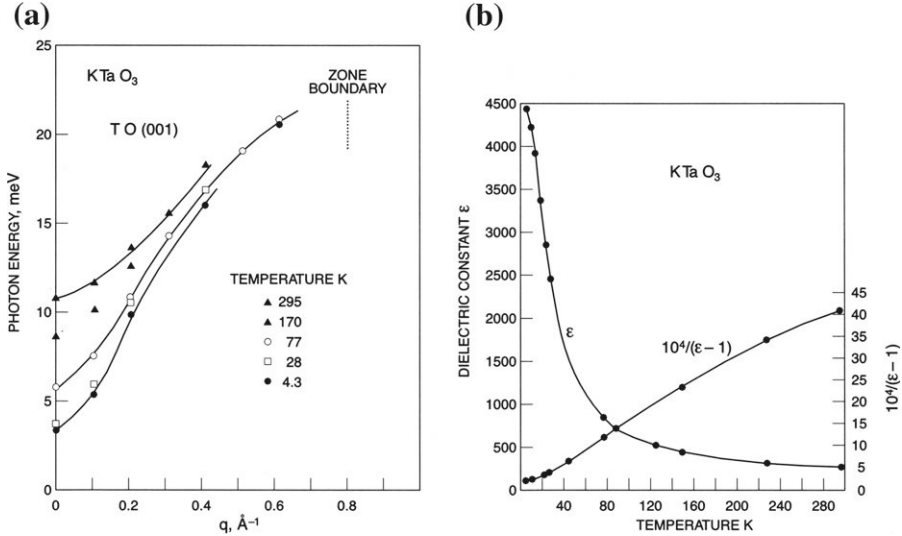 (a)
25
20
15
10
5
0
PHOTON ENERGY, meV
KTa O₃
T O (001)
ZONE
BOUNDARY
TEMPERATURE K
▲ 295
▲ 170
○ 77
□ 28
● 4.3
0 0.2 0.4 0.6 0.8
q, Å⁻¹
(b)
4500
4000
3500
3000
2500
2000
1500
1000
500
0
DIELECTRIC CONSTANT ε
KTa O₃
ε
10⁴/(ε – 1)
45
40
35
30
25
20
15
10
5
0
10⁴/(ε – 1)
40 80 120 160 200 240 280
TEMPERATURE K